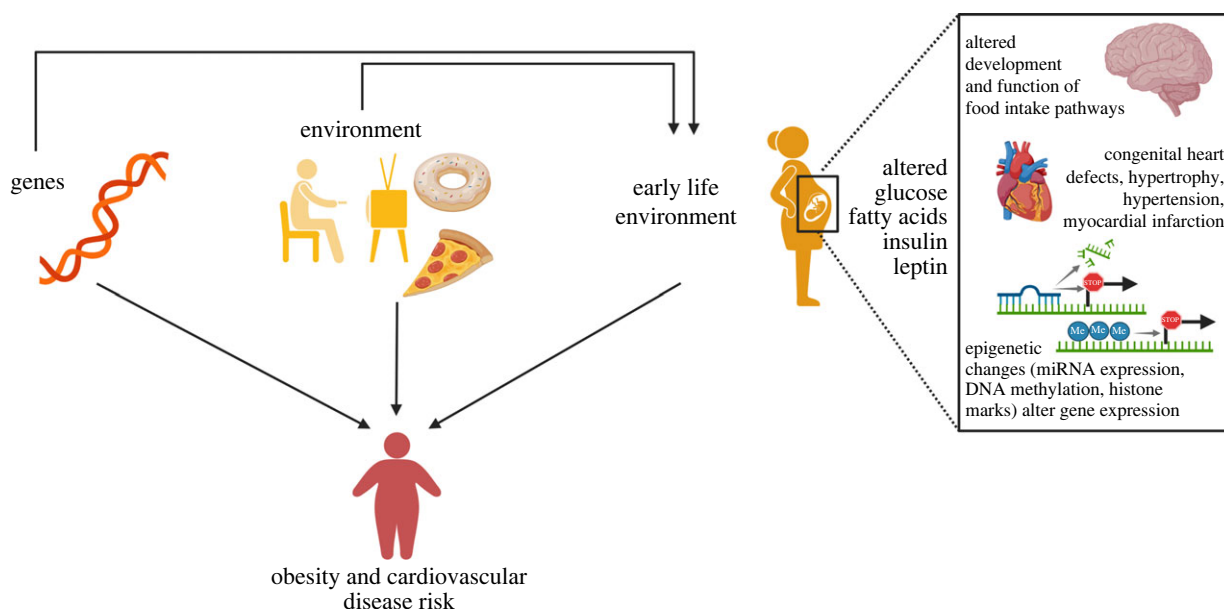 genes
environment
early life
environment
altered
glucose
fatty acids
insulin
leptin
altered
development
and function of
food intake pathways
congenital heart
defects, hypertrophy,
hypertension,
myocardial infarction
STOP
Me Me Me
STOP
epigenetic
changes (miRNA expression,
DNA methylation, histone
marks) alter gene expression
obesity and cardiovascular
disease risk